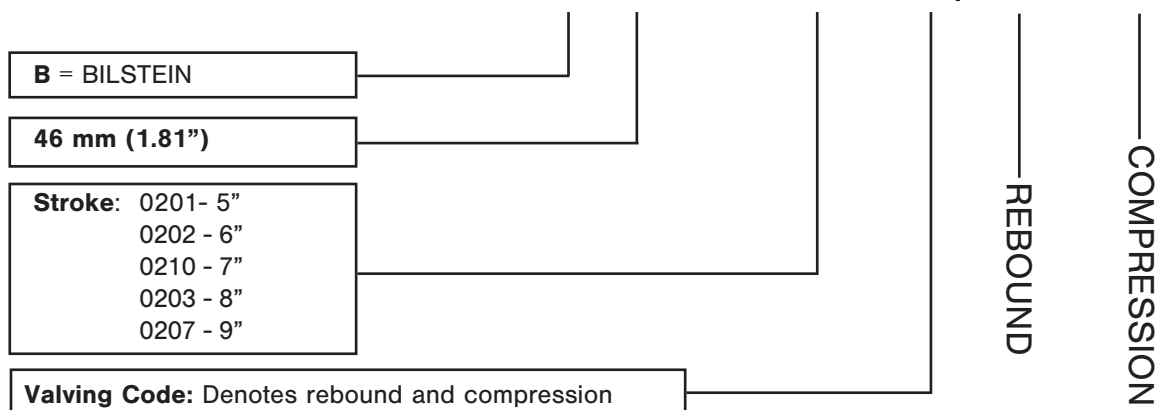 B = BILSTEIN
46 mm (1.81”)
Stroke: 0201- 5”
0202 - 6”
0210 - 7”
0203 - 8”
0207 - 9”
Valving Code: Denotes rebound and compression
REBOUND
COMPRESSION